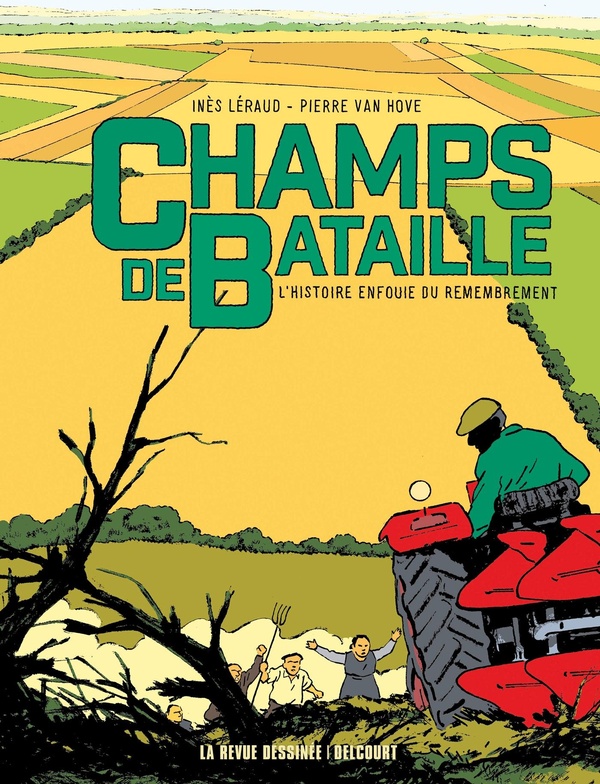 INÈS LÉRAUD - PIERRE VAN HOVE
CHAMPS
DE BATAILLE
L'HISTOIRE ENFOUIE DU REMEMBREMENT
LA REVUE DESSINÉE | DELCOURT